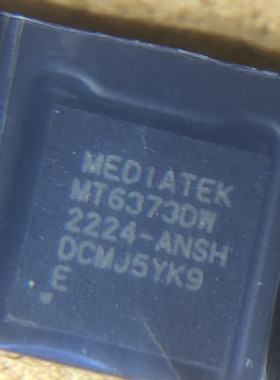 MEDIATEK
MT6373DW
2224-ANSH
DCMJ5YK9
E